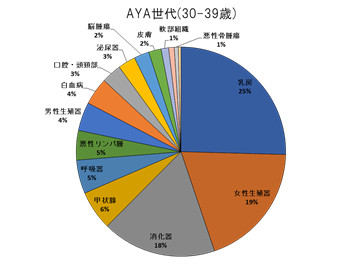 AYA世代(30-39歳)
乳房
25%
女性生殖器
19%
消化器
18%
甲状腺
6%
呼吸器
5%
悪性リンパ腫
5%
男性生殖器
4%
白血病
4%
口腔・頭頚部
3%
泌尿器
3%
脳腫瘍
2%
皮膚
2%
軟部組織
1%
悪性骨腫瘍
1%